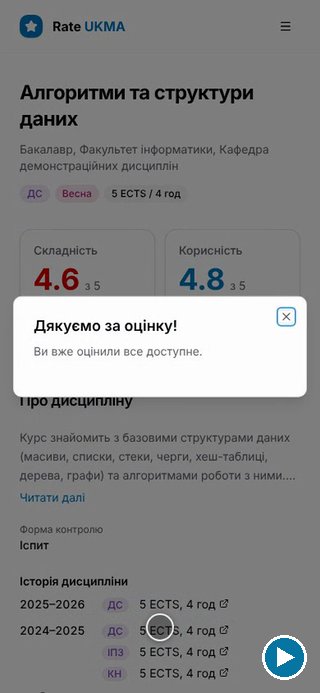 Rate UKMA
Алгоритми та структури
даних
Бакалавр, Факультет інформатики, Кафедра
демонстраційних дисциплін
ДС Весна 5 ECTS / 4 год
Складність Корисність
4.6 з 5 4.8 з 5
Дякуємо за оцінку!
Ви вже оцінили все доступне.
Про дисципліну
Курс знайомить з базовими структурами даних
(масиви, списки, стеки, черги, хеш-таблиці,
дерева, графи) та алгоритмами роботи з ними....
Читати далі
Форма контролю
Іспит
Історія дисципліни
2025–2026 ДС 5 ECTS, 4 год
2024–2025 ДС 5 ECTS, 4 год
ІПЗ 5 ECTS, 4 год
КН 5 ECTS, 4 год